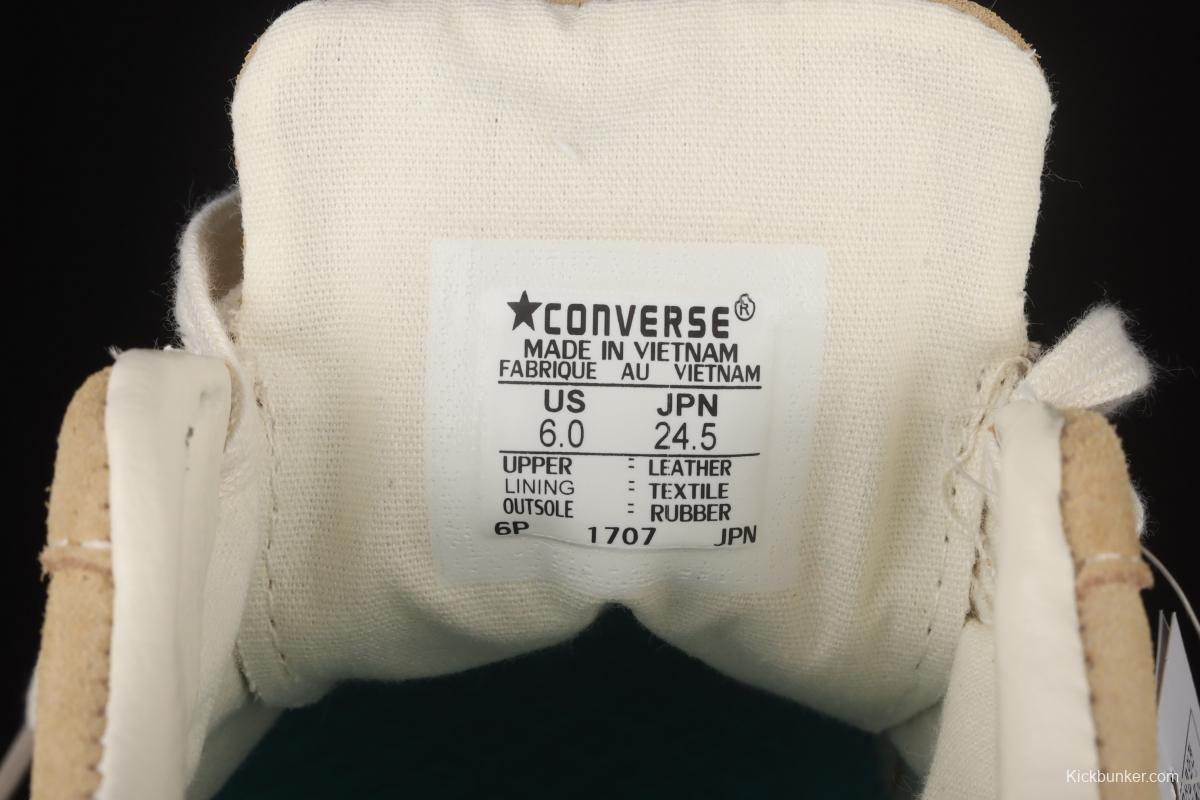 ★CONVERSE®
MADE IN VIETNAM
FABRIQUE AU VIETNAM
US JPN
6.0 24.5
UPPER : LEATHER
LINING : TEXTILE
OUTSOLE : RUBBER
6P 1707 JPN
Kickbunker.com